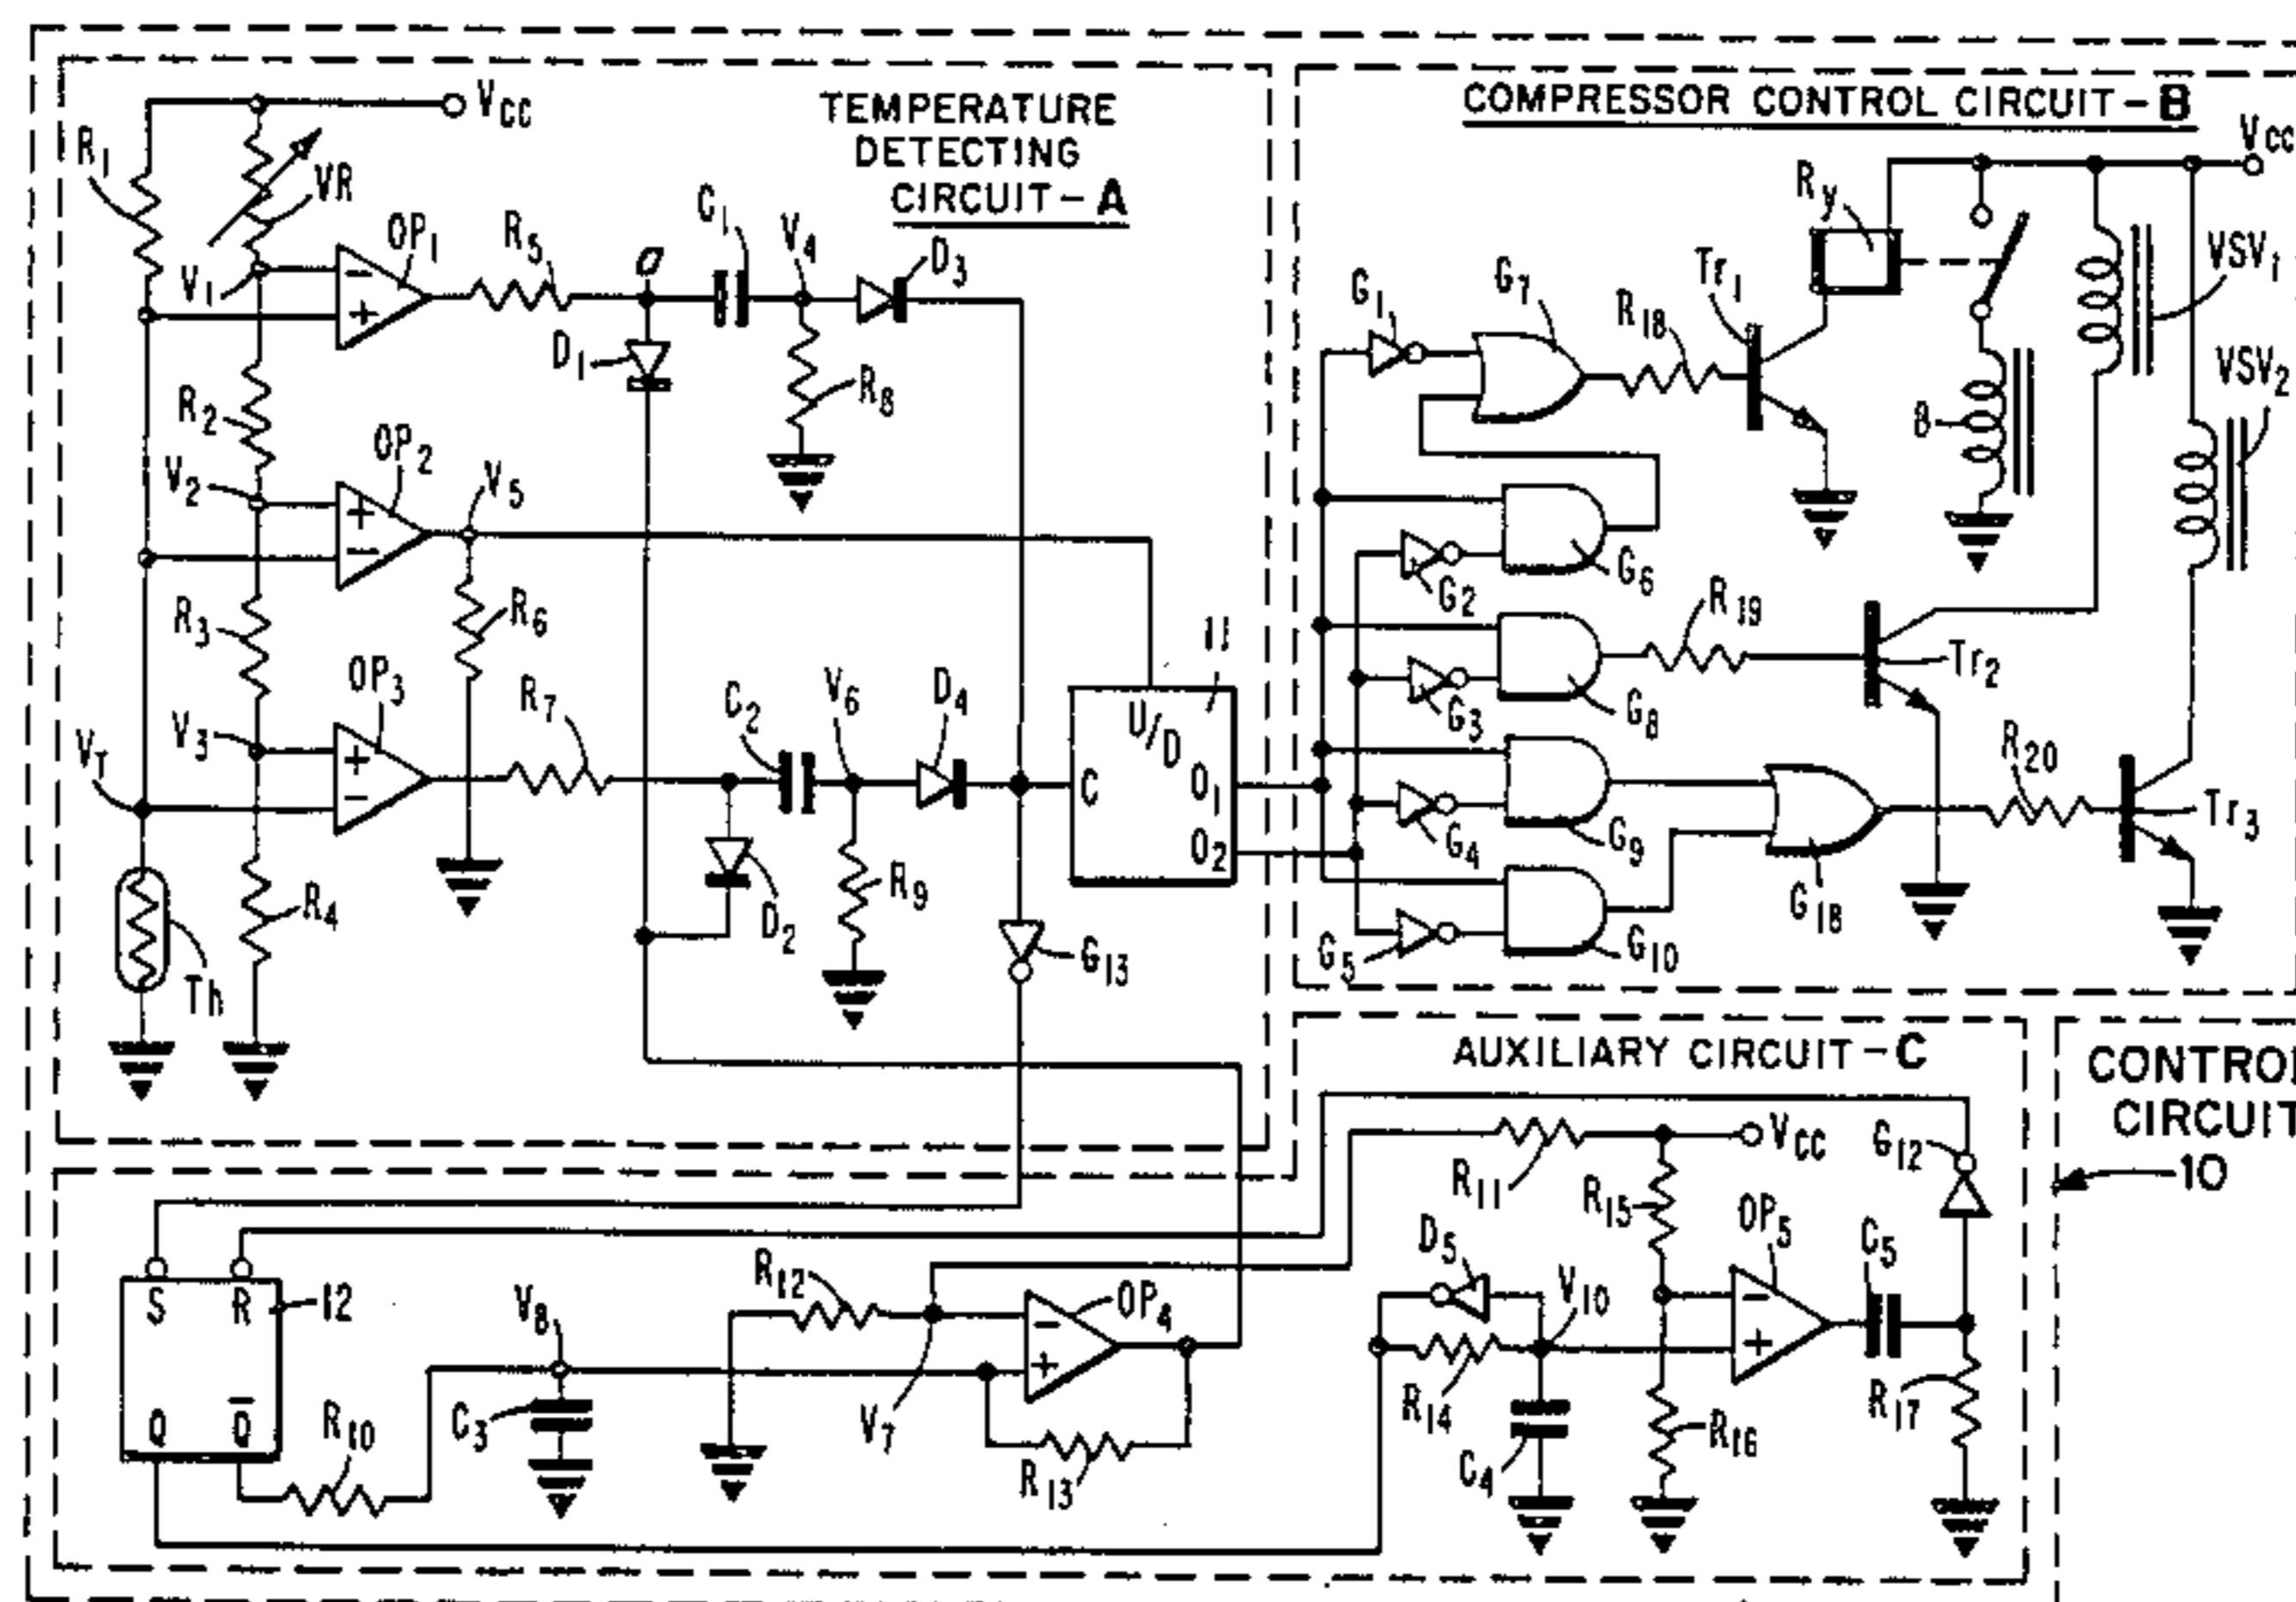 TEMPERATURE
DETECTING
CIRCUIT - A
VCC
R1
VR
V1
OP1
R5
a
C1
V4
D3
D1
R8
R2
OP2
V2
V5
R3
R6
OP3
R7
V3
VT
C2
V6
D4
11
U/D
C
O1
O2
D2
R9
R4
Th
G13
COMPRESSOR CONTROL CIRCUIT - B
VCC
Ry
Tr1
VSV1
G1
G7
R18
VSV2
8
G2
G6
R19
G3
G8
Tr2
R20
G4
G9
Tr3
G5
G10
G18
AUXILIARY CIRCUIT - C
CONTROL
CIRCUIT
10
VCC
G12
R11
R15
OP5
D5
C5
V10
S
R
12
V8
R12
OP4
Q
Q̅
R10
C3
V7
R13
R14
C4
R16
R17